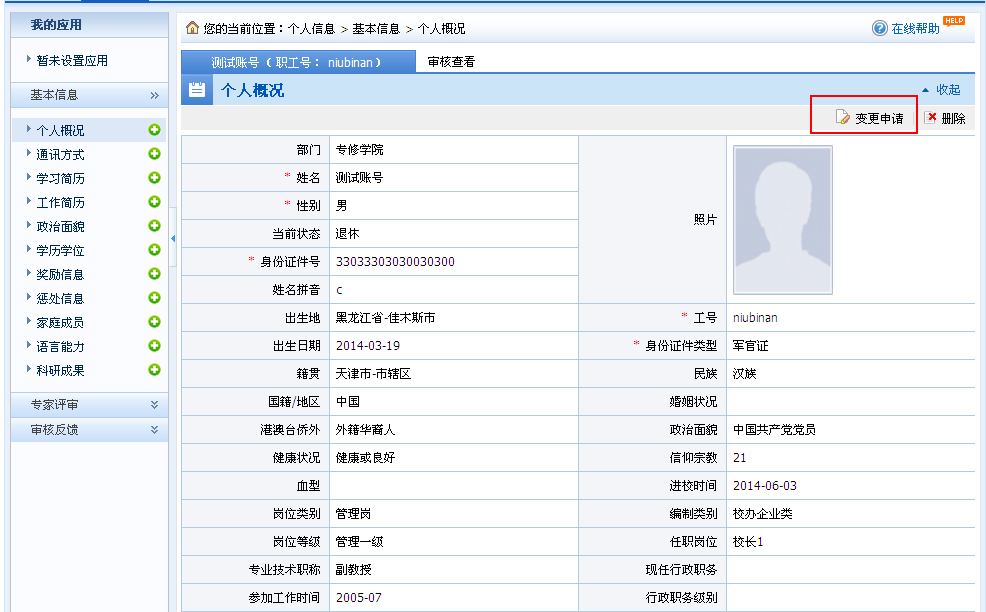 我的应用
暂未设置应用
基本信息
个人概况
通讯方式
学习简历
工作简历
政治面貌
学历学位
奖励信息
惩处信息
家庭成员
语言能力
科研成果
专家评审
审核反馈
您的当前位置：个人信息 > 基本信息 > 个人概况
在线帮助 HELP
测试账号（职工号： niubinan） 审核查看
个人概况 收起
变更申请 删除
部门 专修学院
* 姓名 测试账号
* 性别 男
照片
当前状态 退休
* 身份证件号 33033303030030300
姓名拼音 c
出生地 黑龙江省-佳木斯市 * 工号 niubinan
出生日期 2014-03-19 * 身份证件类型 军官证
籍贯 天津市-市辖区 民族 汉族
国籍/地区 中国 婚姻状况
港澳台侨外 外籍华裔人 政治面貌 中国共产党党员
健康状况 健康或良好 信仰宗教 21
血型 进校时间 2014-06-03
岗位类别 管理岗 编制类别 校办企业类
岗位等级 管理一级 任职岗位 校长1
专业技术职称 副教授 现任行政职务
参加工作时间 2005-07 行政职务级别